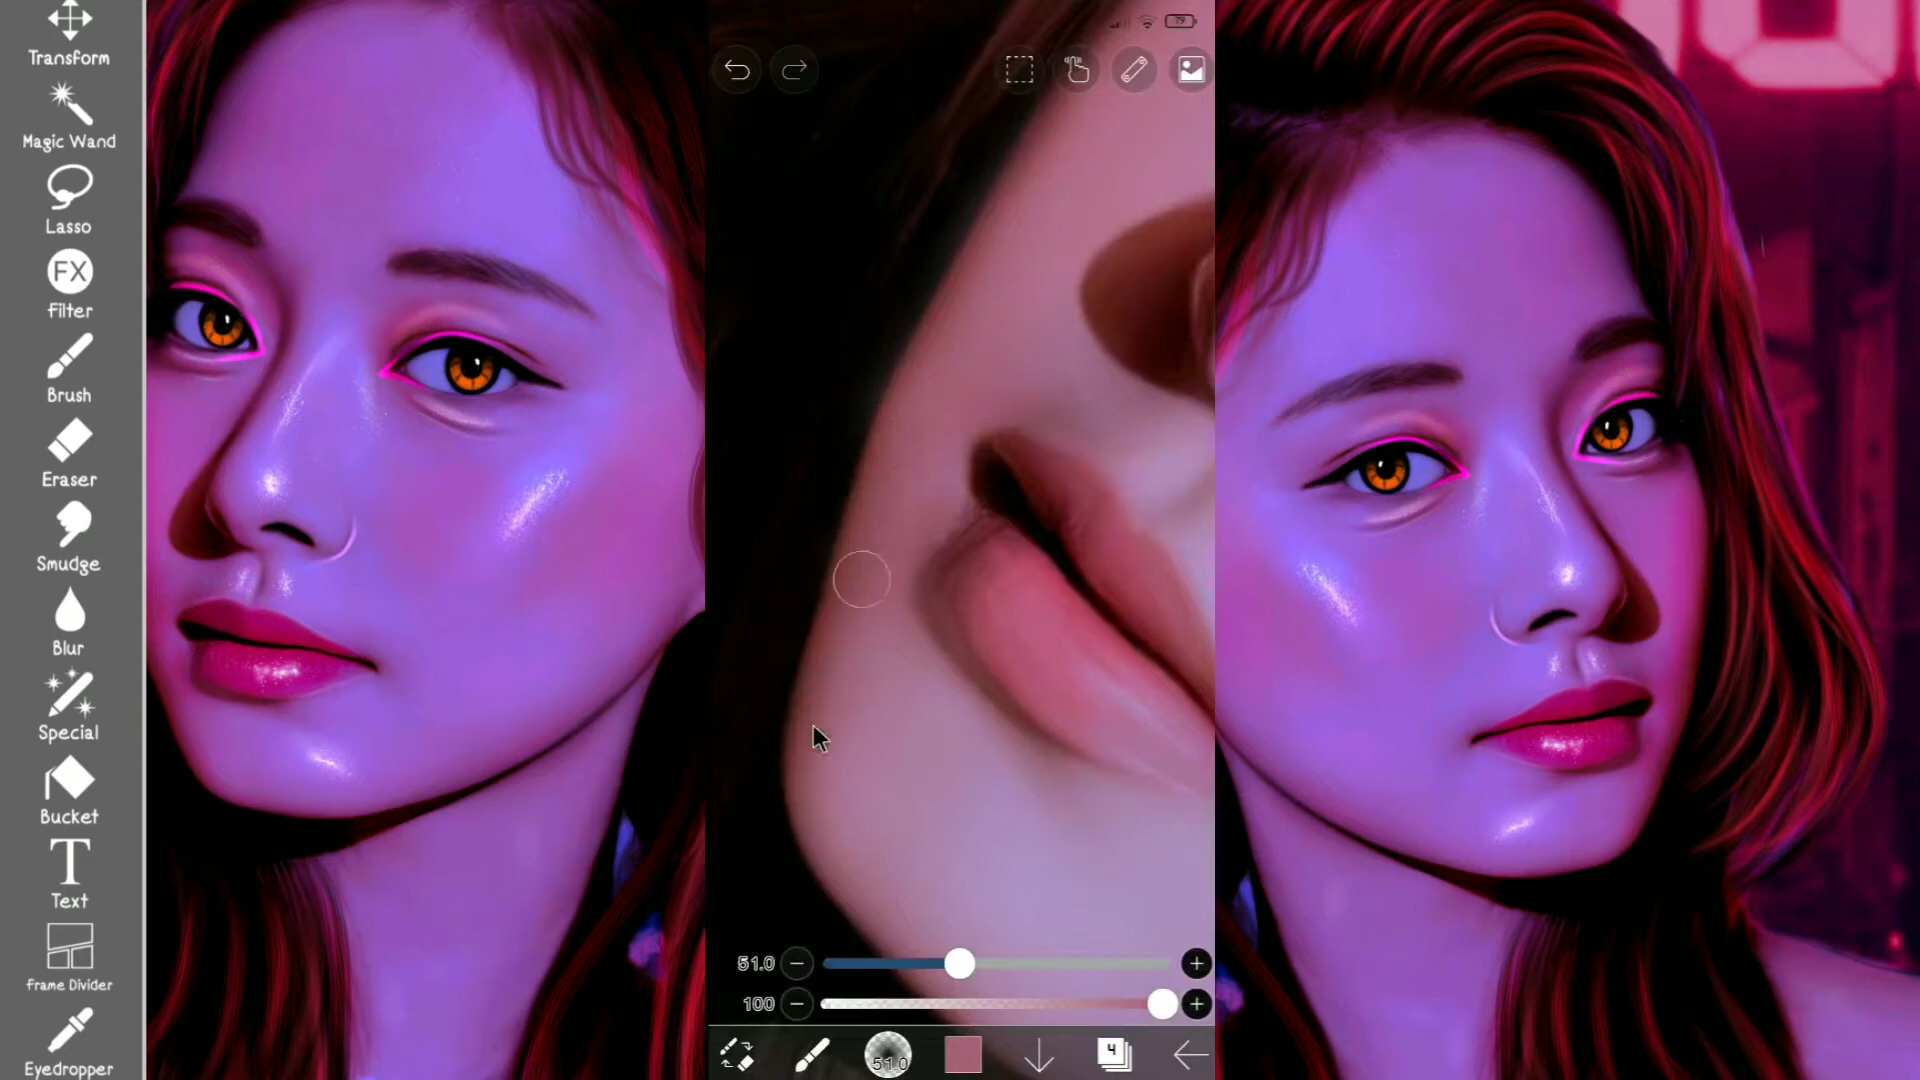 Transform
Magic Wand
Lasso
FX
Filter
Brush
Eraser
Smudge
Blur
Special
Bucket
T
Text
Frame Divider
Eyedropper
79
51.0
100
51.0
4